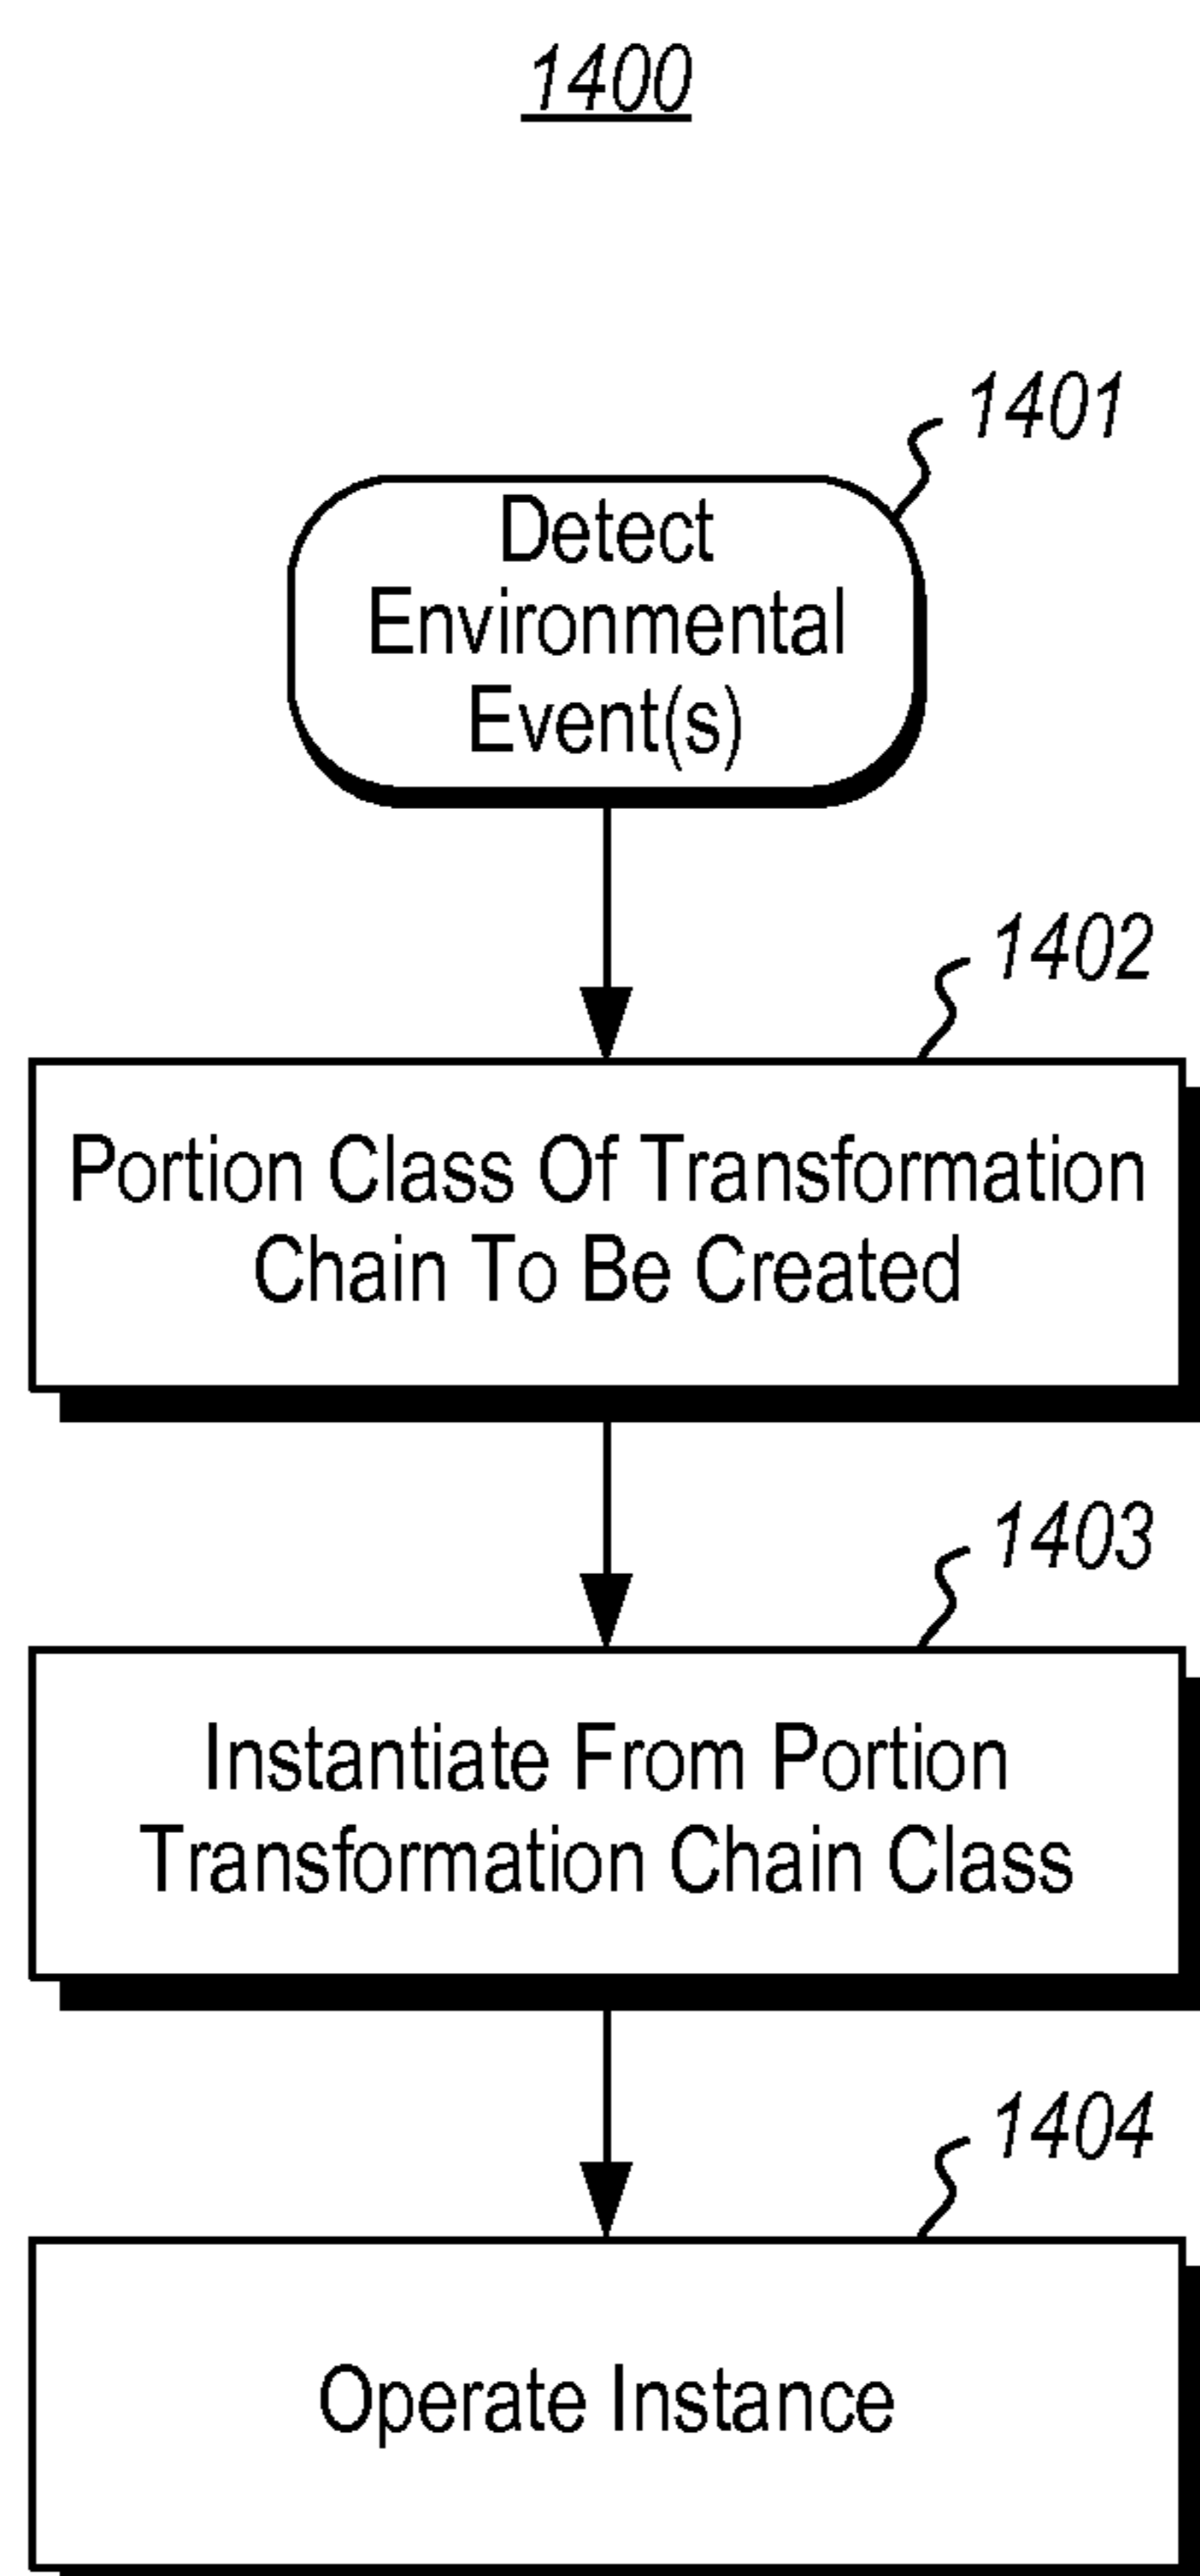 1400
1401
Detect
Environmental
Event(s)
1402
Portion Class Of Transformation
Chain To Be Created
1403
Instantiate From Portion
Transformation Chain Class
1404
Operate Instance